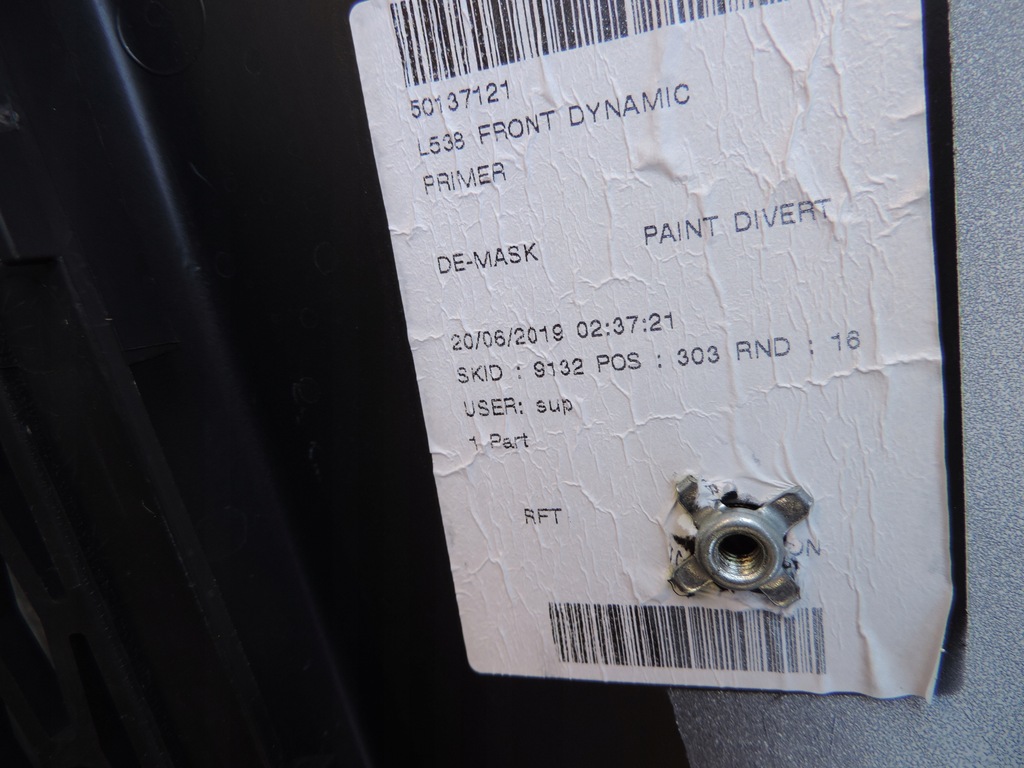 50137121
L538 FRONT DYNAMIC
PRIMER
DE-MASK PAINT DIVERT
20/06/2019 02:37:21
SKID : 9132 POS : 303 RND : 16
USER: sup
1 Part
RFT